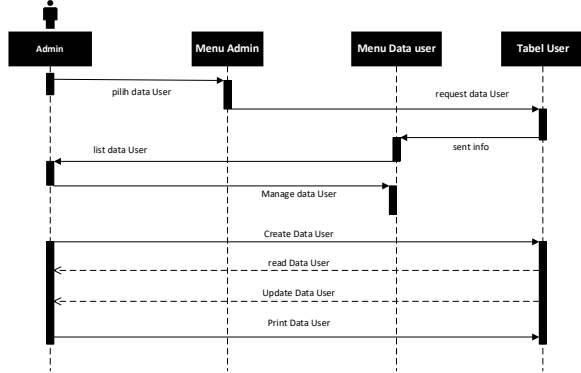 Admin
Menu Admin
Menu Data user
Tabel User
pilih data User
request data User
sent info
list data User
Manage data User
Create Data User
read Data User
Update Data User
Print Data User